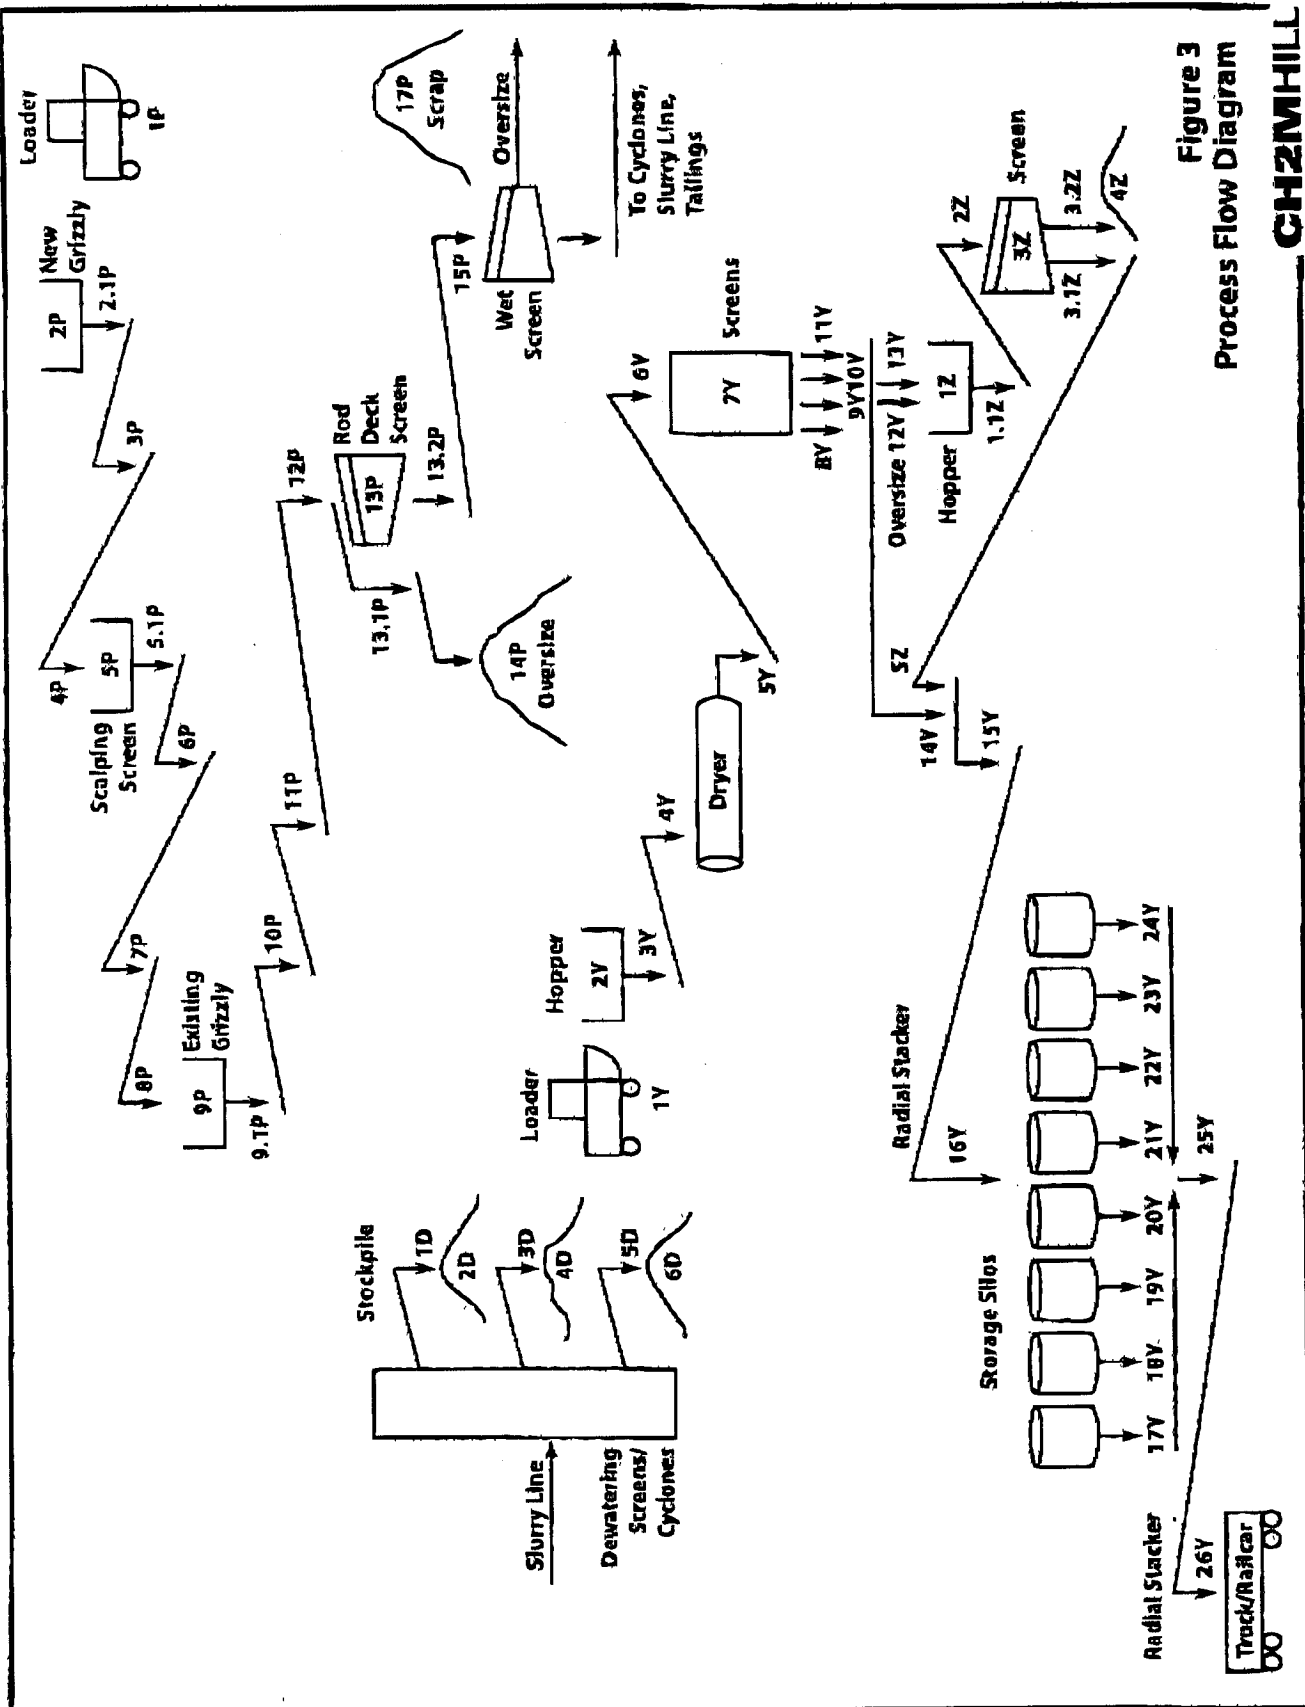 Loader
1P
New
Grizzly
2P
2.1P
3P
4P
5P
5.1P
Scalping
Screen
6P
7P
8P
Existing
Grizzly
9P
9.1P
10P
11P
12P
Rod
Deck
Screen
13P
13.1P
13.2P
14P
Oversize
15P
Wet
Screen
17P
Scrap
Oversize
To Cyclones,
Slurry Line,
Tailings
Stockpile
1D
2D
3D
4D
5D
6D
Slurry Line
Dewatering
Screens/
Cyclones
Loader
1Y
Hopper
2Y
3Y
4Y
Dryer
5Y
6Y
7Y
Screens
8Y
9Y
10Y
11Y
Oversize 12Y
13Y
Hopper
1Z
1.1Z
2Z
Screen
3Z
3.1Z
3.2Z
4Z
5Z
14Y
15Y
Radial Stacker
16Y
Storage Silos
17Y
18Y
19Y
20Y
21Y
22Y
23Y
24Y
25Y
Radial Stacker
26Y
Truck/Railcar
Figure 3
Process Flow Diagram
CH2MHILL